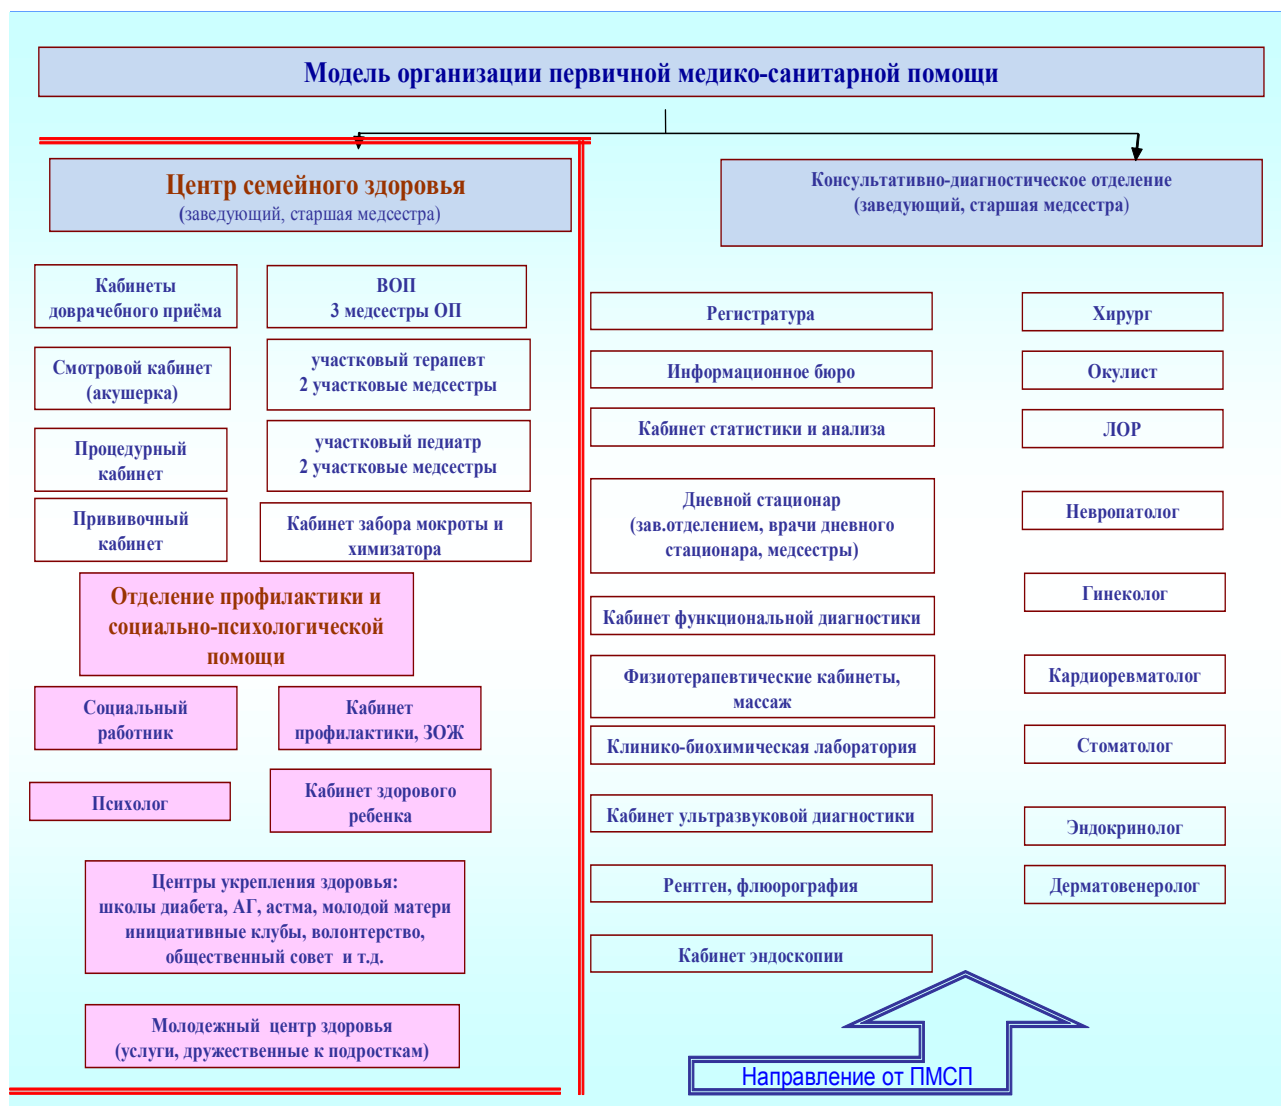 Модель организации первичной медико-санитарной помощи
Центр семейного здоровья
(заведующий, старшая медсестра)
Кабинеты
доврачебного приёма
ВОП
3 медсестры ОП
Смотровой кабинет
(акушерка)
участковый терапевт
2 участковые медсестры
Процедурный
кабинет
участковый педиатр
2 участковые медсестры
Прививочный
кабинет
Кабинет забора мокроты и
химизатора
Отделение профилактики и
социально-психологической
помощи
Социальный
работник
Кабинет
профилактики, ЗОЖ
Психолог
Кабинет здорового
ребенка
Центры укрепления здоровья:
школы диабета, АГ, астма, молодой матери
инициативные клубы, волонтерство,
общественный совет и т.д.
Молодежный центр здоровья
(услуги, дружественные к подросткам)
Консультативно-диагностическое отделение
(заведующий, старшая медсестра)
Регистратура
Информационное бюро
Кабинет статистики и анализа
Дневной стационар
(зав.отделением, врачи дневного
стационара, медсестры)
Кабинет функциональной диагностики
Физиотерапевтические кабинеты,
массаж
Клинико-биохимическая лаборатория
Кабинет ультразвуковой диагностики
Рентген, флюорография
Кабинет эндоскопии
Хирург
Окулист
ЛОР
Невропатолог
Гинеколог
Кардиоревматолог
Стоматолог
Эндокринолог
Дерматовенеролог
Направление от ПМСП